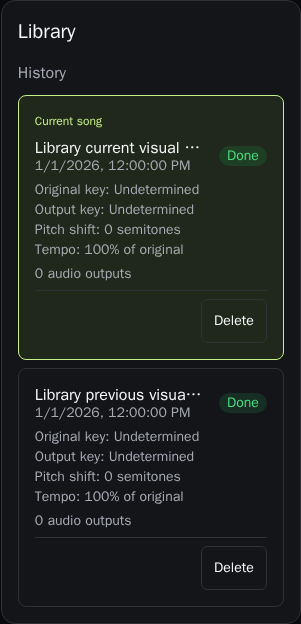 Library
History
Current song
Library current visual ···
Done
1/1/2026, 12:00:00 PM
Original key: Undetermined
Output key: Undetermined
Pitch shift: 0 semitones
Tempo: 100% of original
0 audio outputs
Delete
Library previous visua···
Done
1/1/2026, 12:00:00 PM
Original key: Undetermined
Output key: Undetermined
Pitch shift: 0 semitones
Tempo: 100% of original
0 audio outputs
Delete